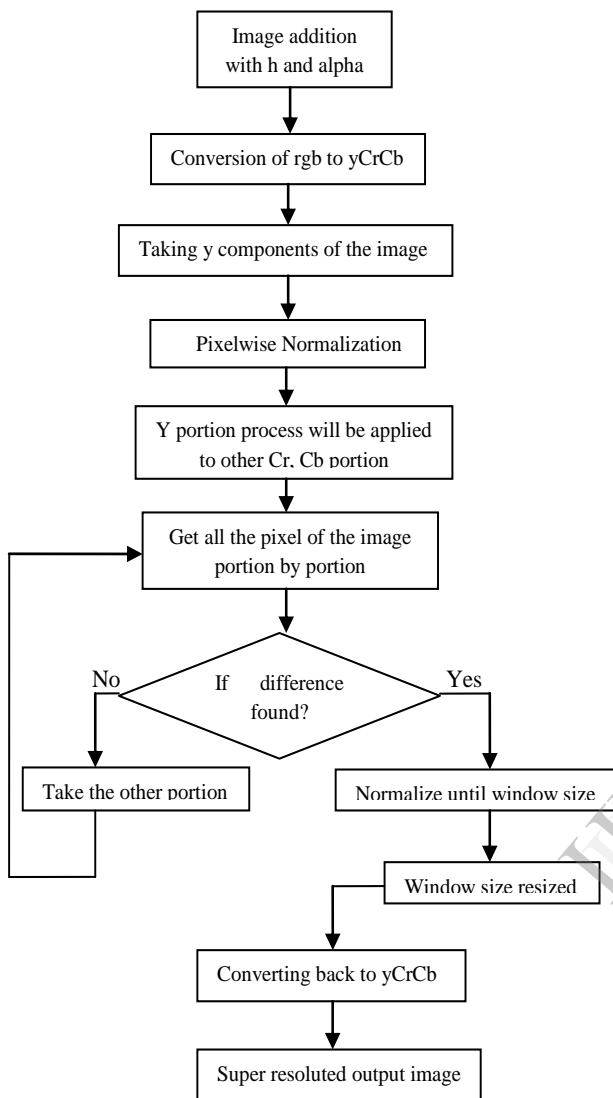 Image addition
with h and alpha
Conversion of rgb to yCrCb
Taking y components of the image
Pixelwise Normalization
Y portion process will be applied
to other Cr, Cb portion
Get all the pixel of the image
portion by portion
If difference
found?
No
Yes
Take the other portion
Normalize until window size
Window size resized
Converting back to yCrCb
Super resoluted output image